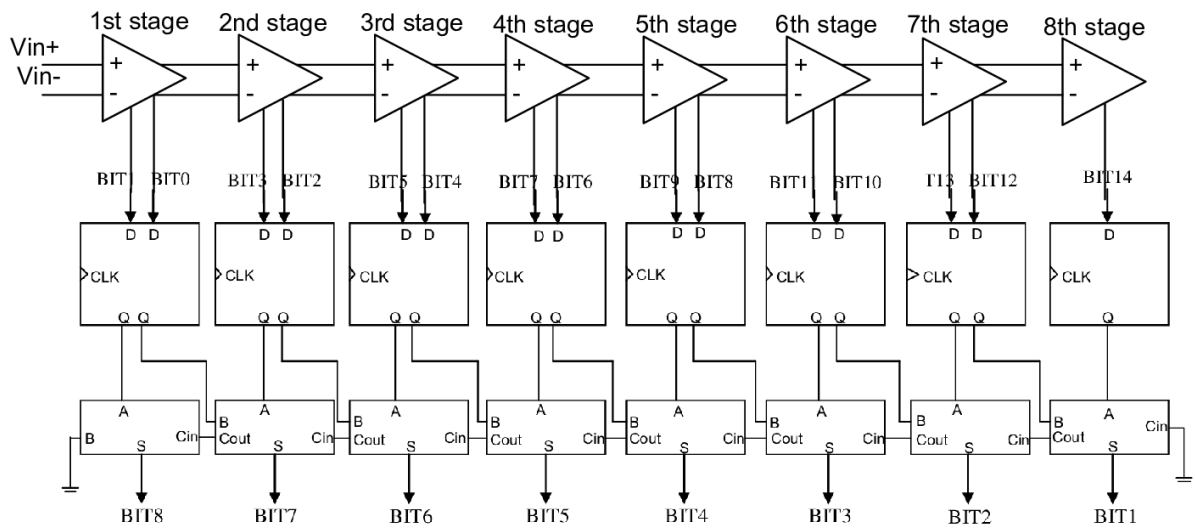 1st stage 2nd stage 3rd stage 4th stage 5th stage 6th stage 7th stage 8th stage
Vin+
Vin-
+ + + + + + + +
- - - - - - - -
BIT1 BIT0 BIT3 BIT2 BIT5 BIT4 BIT7 BIT6 BIT9 BIT8 BIT11 BIT10 T13 BIT12 BIT14
D D D D D D D D D D D D D D D
CLK CLK CLK CLK CLK CLK CLK CLK
Q Q Q Q Q Q Q Q Q Q Q Q Q Q Q
A A A A A A A A
B B B B B B B B
Cin Cout Cin Cout Cin Cout Cin Cout Cin Cout Cin Cout Cin Cout Cin
S S S S S S S S
BIT8 BIT7 BIT6 BIT5 BIT4 BIT3 BIT2 BIT1